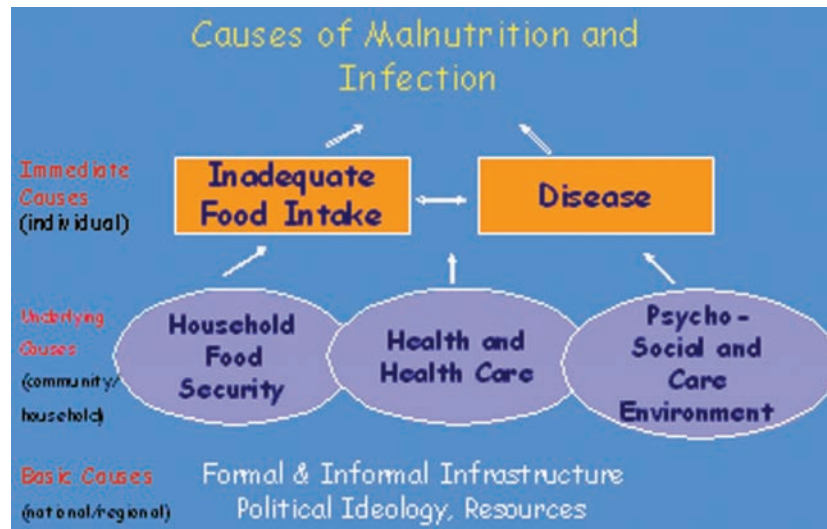 Causes of Malnutrition and
Infection
Immediate
Causes
(individual)
Inadequate
Food Intake
Disease
Underlying
Causes
(community/
household)
Household
Food
Security
Health and
Health Care
Psycho -
Social and
Care
Environment
Basic Causes
(national/regional)
Formal & Informal Infrastructure
Political Ideology, Resources